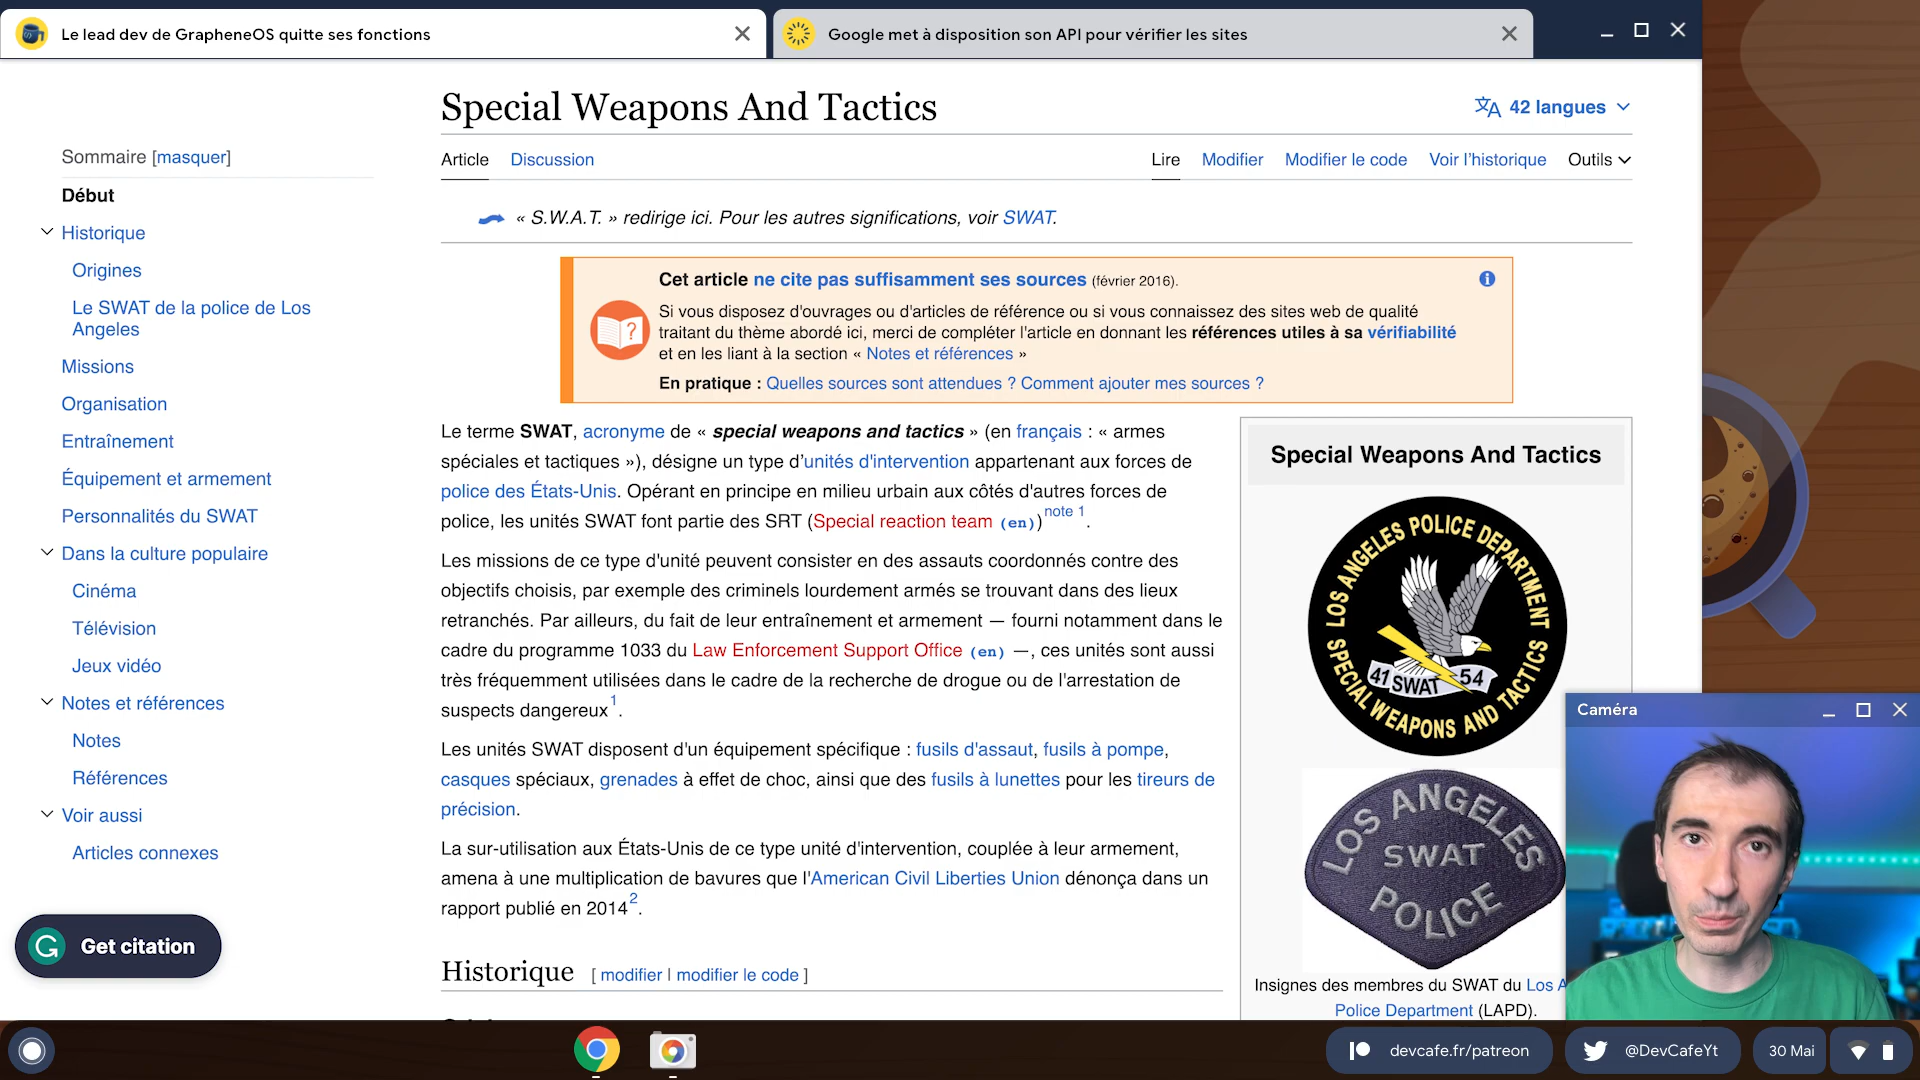 Le lead dev de GrapheneOS quitte ses fonctions
Google met à disposition son API pour vérifier les sites
Special Weapons And Tactics
42 langues
Article Discussion
Lire Modifier Modifier le code Voir l'historique Outils
« S.W.A.T. » redirige ici. Pour les autres significations, voir SWAT.
Sommaire [masquer]
Début
Historique
Origines
Le SWAT de la police de Los
Angeles
Missions
Organisation
Entraînement
Équipement et armement
Personnalités du SWAT
Dans la culture populaire
Cinéma
Télévision
Jeux vidéo
Notes et références
Notes
Références
Voir aussi
Articles connexes
Get citation
Cet article ne cite pas suffisamment ses sources (février 2016).
Si vous disposez d'ouvrages ou d'articles de référence ou si vous connaissez des sites web de qualité
traitant du thème abordé ici, merci de compléter l'article en donnant les références utiles à sa vérifiabilité
et en les liant à la section « Notes et références »
En pratique : Quelles sources sont attendues ? Comment ajouter mes sources ?
Le terme SWAT, acronyme de « special weapons and tactics » (en français : « armes
spéciales et tactiques »), désigne un type d'unités d'intervention appartenant aux forces de
police des États-Unis. Opérant en principe en milieu urbain aux côtés d'autres forces de
police, les unités SWAT font partie des SRT (Special reaction team (en))note 1.
Les missions de ce type d'unité peuvent consister en des assauts coordonnés contre des
objectifs choisis, par exemple des criminels lourdement armés se trouvant dans des lieux
retranchés. Par ailleurs, du fait de leur entraînement et armement — fourni notamment dans le
cadre du programme 1033 du Law Enforcement Support Office (en) —, ces unités sont aussi
très fréquemment utilisées dans le cadre de la recherche de drogue ou de l'arrestation de
suspects dangereux1.
Les unités SWAT disposent d'un équipement spécifique : fusils d'assaut, fusils à pompe,
casques spéciaux, grenades à effet de choc, ainsi que des fusils à lunettes pour les tireurs de
précision.
La sur-utilisation aux États-Unis de ce type unité d'intervention, couplée à leur armement,
amena à une multiplication de bavures que l'American Civil Liberties Union dénonça dans un
rapport publié en 20142.
Historique [ modifier | modifier le code ]
Special Weapons And Tactics
LOS ANGELES POLICE DEPARTMENT
41 SWAT 54
SPECIAL WEAPONS AND TACTICS
LOS ANGELES
SWAT
POLICE
Insignes des membres du SWAT du Los A
Police Department (LAPD).
Caméra
devcafe.fr/patreon
@DevCafeYt
30 Mai